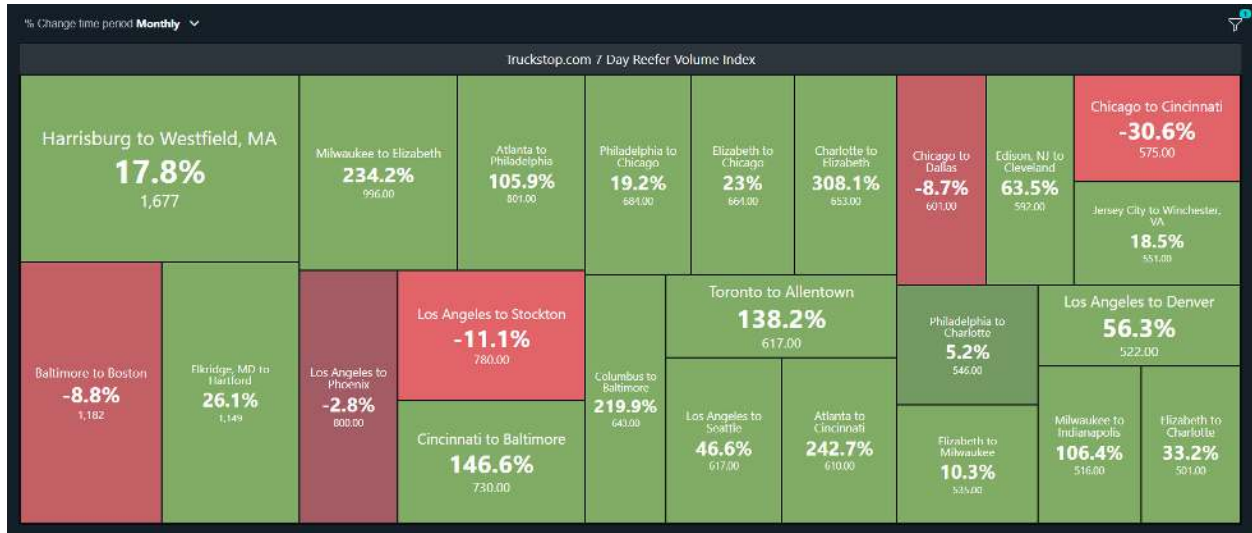 % Change time period Monthly
1
Truckstop.com 7 Day Reefer Volume Index
Harrisburg to Westfield, MA
17.8%
1,677
Milwaukee to Elizabeth
234.2%
996.00
Atlanta to
Philadelphia
105.9%
801.00
Philadelphia to
Chicago
19.2%
684.00
Elizabeth to
Chicago
23%
664.00
Charlotte to
Elizabeth
308.1%
653.00
Chicago to
Dallas
-8.7%
601.00
Edison, NJ to
Cleveland
63.5%
592.00
Chicago to Cincinnati
-30.6%
575.00
Jersey City to Winchester,
VA
18.5%
551.00
Baltimore to Boston
-8.8%
1,182
Elkridge, MD to
Hartford
26.1%
1,149
Los Angeles to
Phoenix
-2.8%
800.00
Los Angeles to Stockton
-11.1%
780.00
Cincinnati to Baltimore
146.6%
730.00
Columbus to
Baltimore
219.9%
643.00
Toronto to Allentown
138.2%
617.00
Los Angeles to
Seattle
46.6%
617.00
Atlanta to
Cincinnati
242.7%
610.00
Philadelphia to
Charlotte
5.2%
546.00
Elizabeth to
Milwaukee
10.3%
535.00
Los Angeles to Denver
56.3%
522.00
Milwaukee to
Indianapolis
106.4%
516.00
Elizabeth to
Charlotte
33.2%
501.00